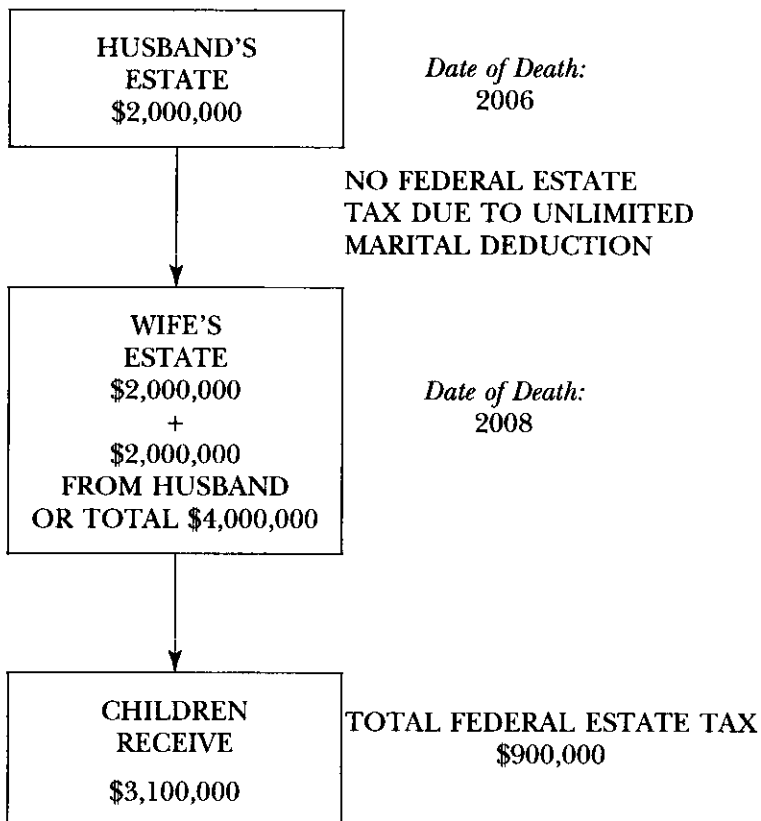 HUSBAND'S
ESTATE
$2,000,000
Date of Death:
2006
NO FEDERAL ESTATE
TAX DUE TO UNLIMITED
MARITAL DEDUCTION
WIFE'S
ESTATE
$2,000,000
+
$2,000,000
FROM HUSBAND
OR TOTAL $4,000,000
Date of Death:
2008
CHILDREN
RECEIVE
$3,100,000
TOTAL FEDERAL ESTATE TAX
$900,000